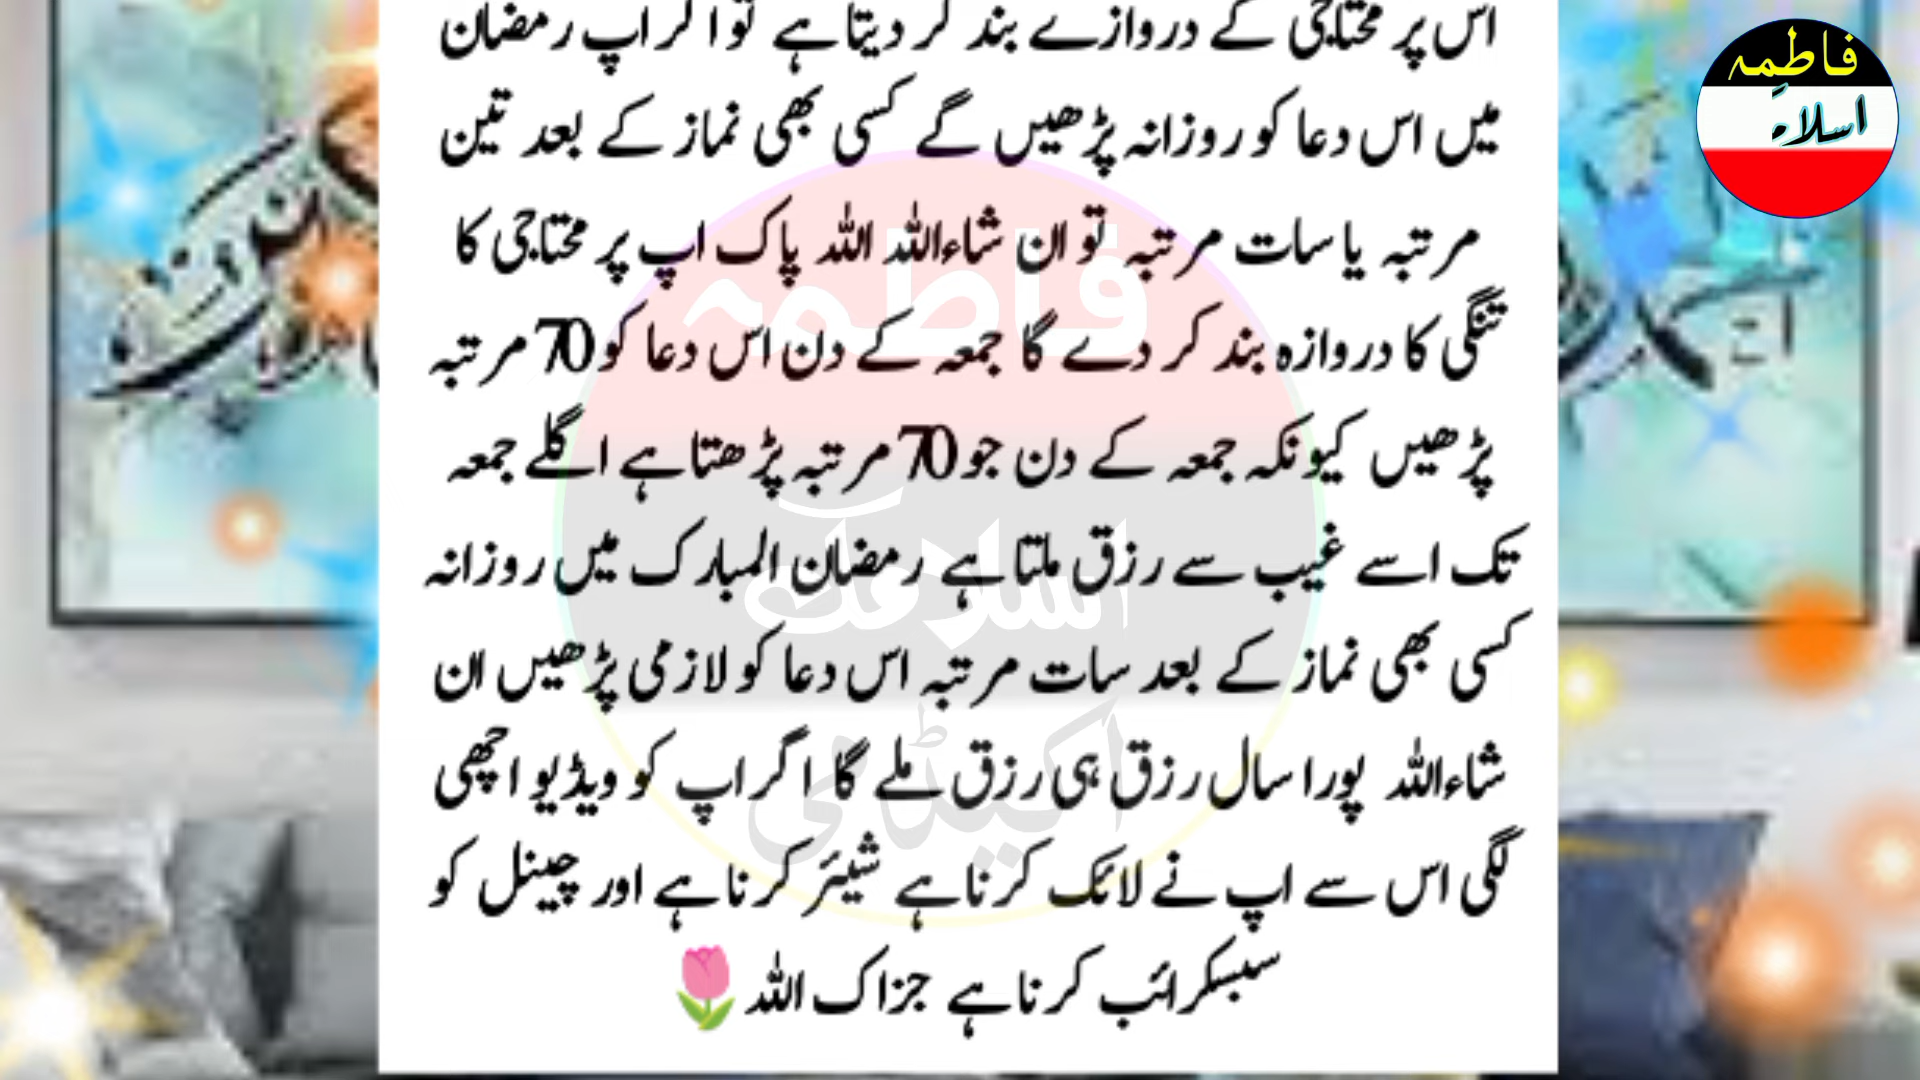 اس پر محتاجی کے دروازے بند کر دیتا ہے تو اگر اپ رمضان
میں اس دعا کو روزانہ پڑھیں گے کسی بھی نماز کے بعد تین
مرتبہ یا سات مرتبہ تو ان شاءاللہ اللہ پاک اپ پر محتاجی کا
تنگی کا دروازہ بند کر دے گا جمعہ کے دن اس دعا کو 70 مرتبہ
پڑھیں کیونکہ جمعہ کے دن جو 70 مرتبہ پڑھتا ہے اگلے جمعہ
تک اسے غیب سے رزق ملتا ہے رمضان المبارک میں روزانہ
کسی بھی نماز کے بعد سات مرتبہ اس دعا کو لازمی پڑھیں ان
شاءاللہ پورا سال رزق ہی رزق ملے گا اگر اپ کو ویڈیو اچھی
لگی اس سے اپ نے لائک کرنا ہے شیئر کرنا ہے اور چینل کو
سبسکرائب کرنا ہے جزاک اللہ
فاطمہ
اسلامک
اکیڈمی
فاطمہ